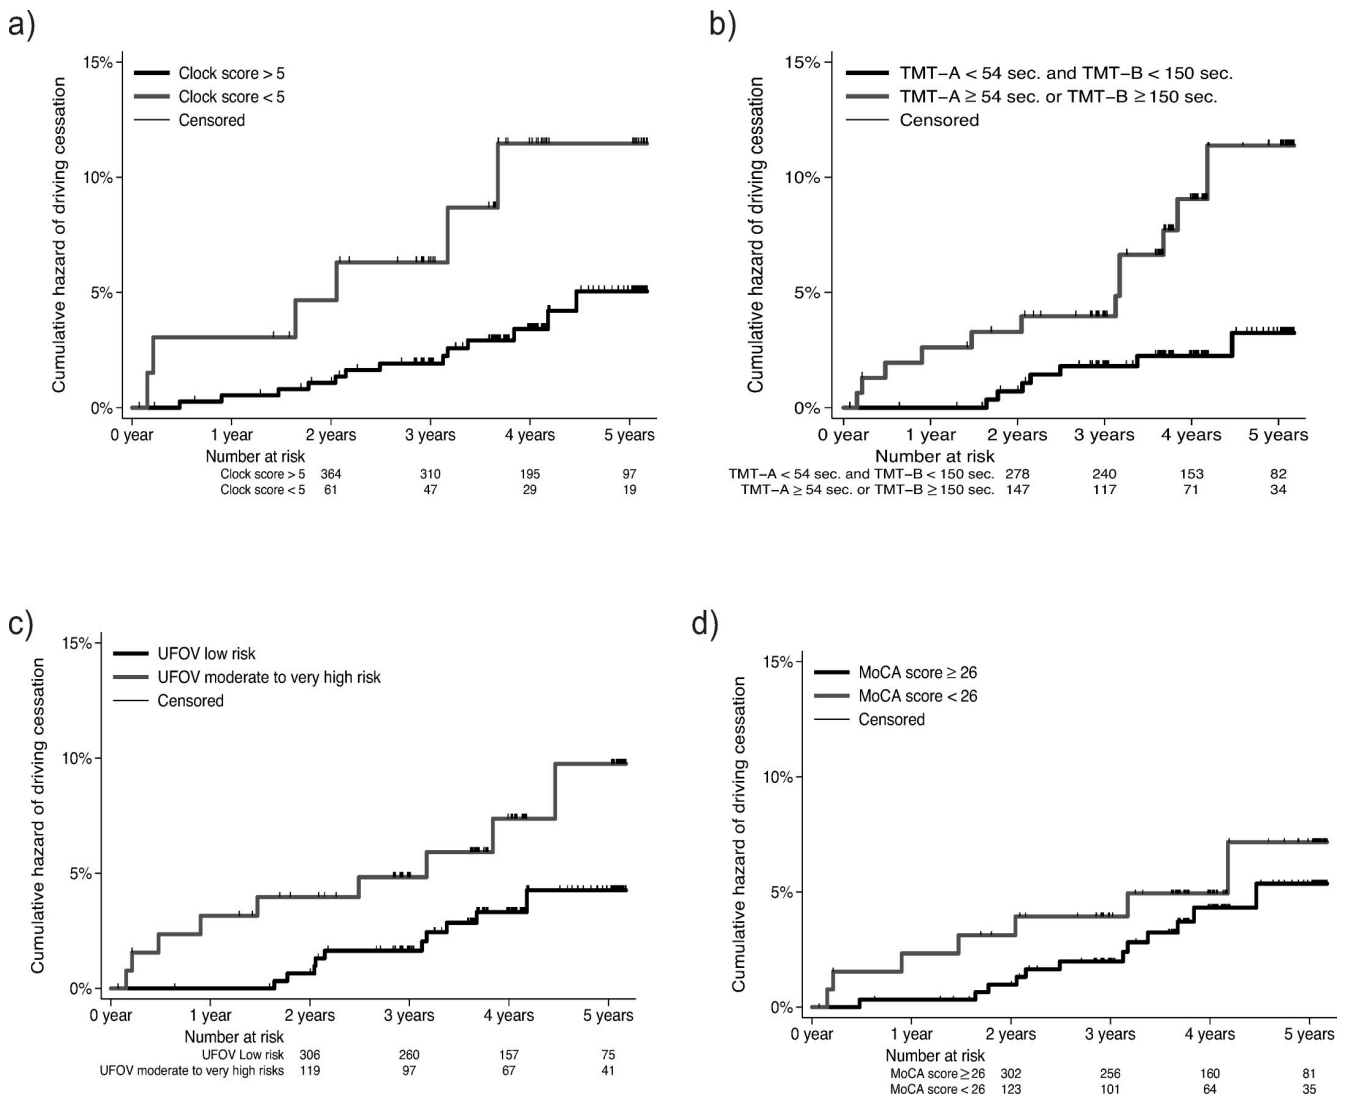 a)
Cumulative hazard of driving cessation
15%
10%
5%
0%
Clock score > 5
Clock score < 5
Censored
0 year 1 year 2 years 3 years 4 years 5 years
Number at risk
Clock score > 5 364 310 195 97
Clock score < 5 61 47 29 19
b)
Cumulative hazard of driving cessation
15%
10%
5%
0%
TMT−A < 54 sec. and TMT−B < 150 sec.
TMT−A ≥ 54 sec. or TMT−B ≥ 150 sec.
Censored
0 year 1 year 2 years 3 years 4 years 5 years
Number at risk
TMT−A < 54 sec. and TMT−B < 150 sec. 278 240 153 82
TMT−A ≥ 54 sec. or TMT−B ≥ 150 sec. 147 117 71 34
c)
Cumulative hazard of driving cessation
15%
10%
5%
0%
UFOV low risk
UFOV moderate to very high risk
Censored
0 year 1 year 2 years 3 years 4 years 5 years
Number at risk
UFOV Low risk 306 260 157 75
UFOV moderate to very high risks 119 97 67 41
d)
Cumulative hazard of driving cessation
15%
10%
5%
0%
MoCA score ≥ 26
MoCA score < 26
Censored
0 year 1 year 2 years 3 years 4 years 5 years
Number at risk
MoCA score ≥ 26 302 256 160 81
MoCA score < 26 123 101 64 35